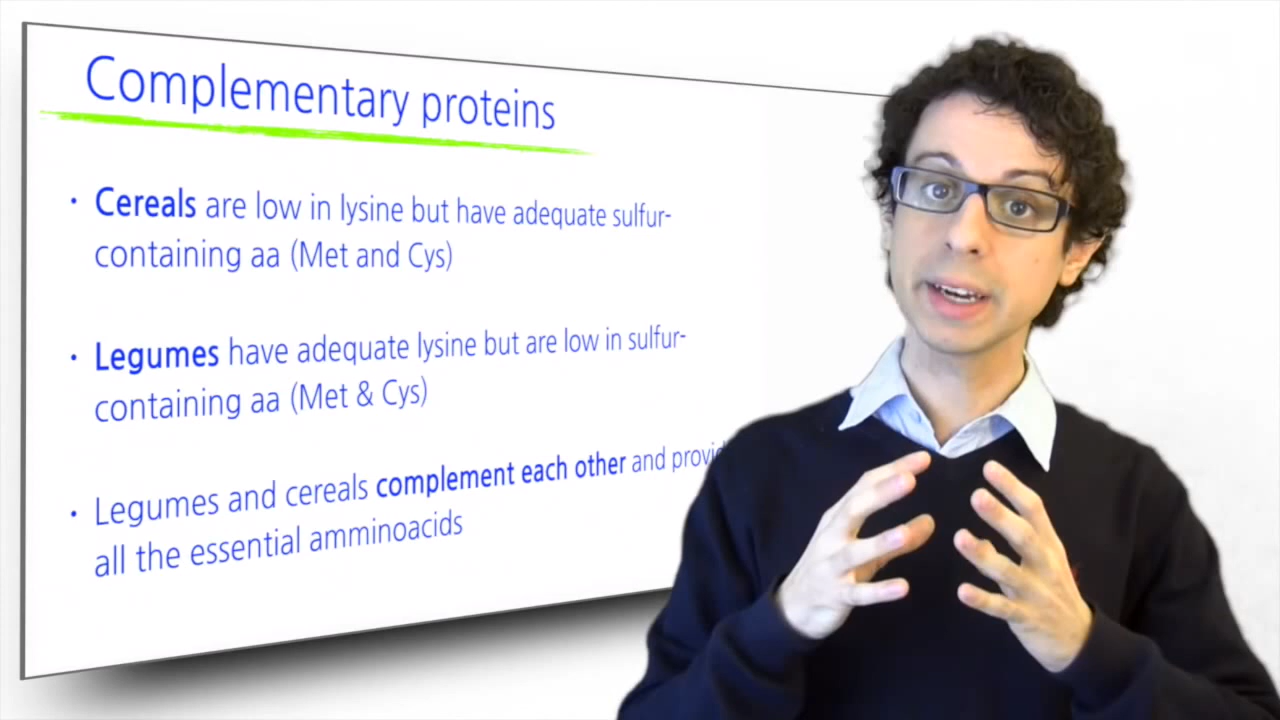 Complementary proteins
• Cereals are low in lysine but have adequate sulfur-
containing aa (Met and Cys)
• Legumes have adequate lysine but are low in sulfur-
containing aa (Met & Cys)
• Legumes and cereals complement each other and
all the essential amminoacids